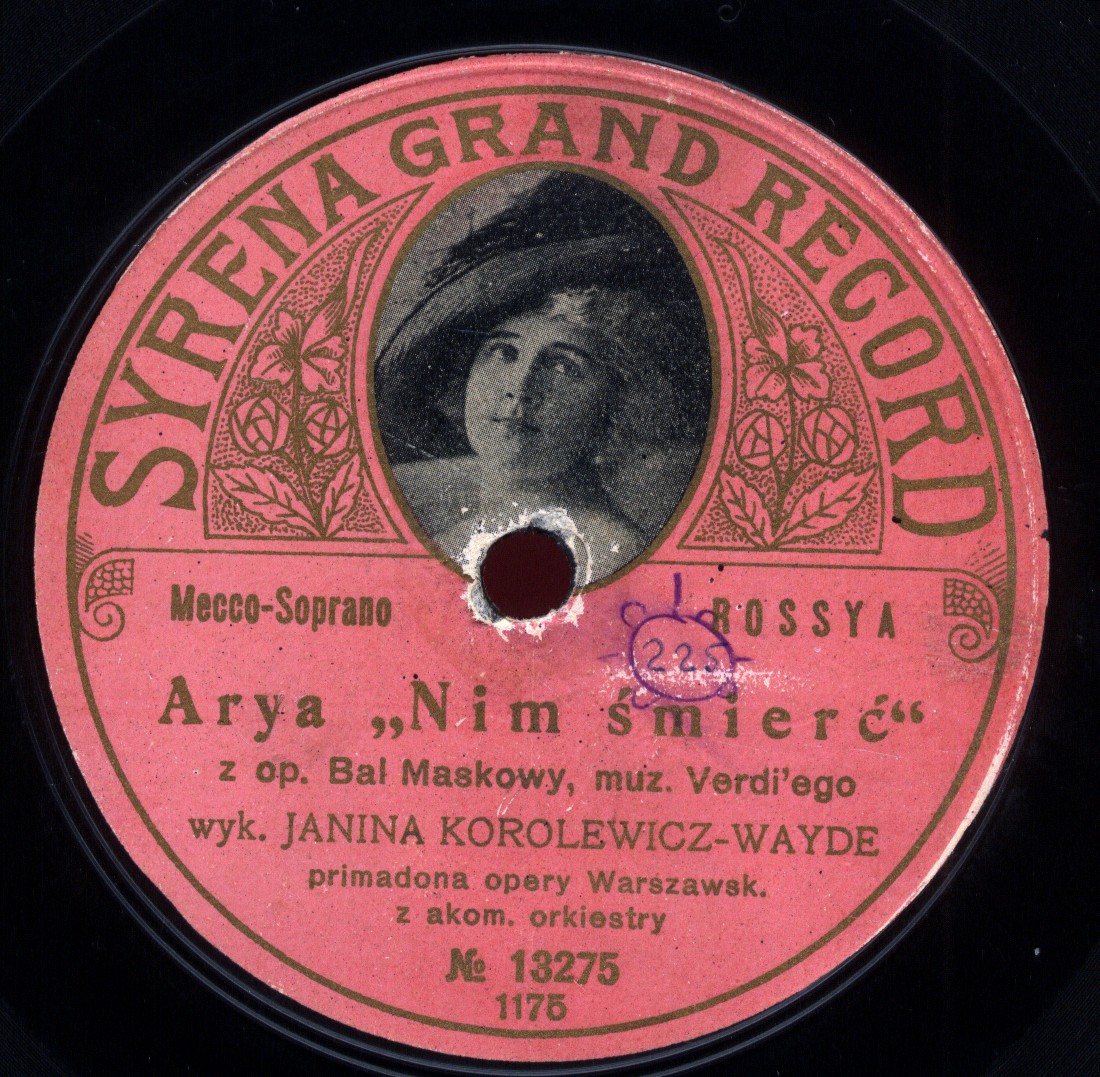 SYRENA GRAND RECORD
Mecco-Soprano
ROSSYA
225
Arya „Nim śmierć“
z op. Bal Maskowy, muz. Verdi’ego
wyk. JANINA KOROLEWICZ-WAYDE
primadona opery Warszawsk.
z akom. orkiestry
№ 13275
1175